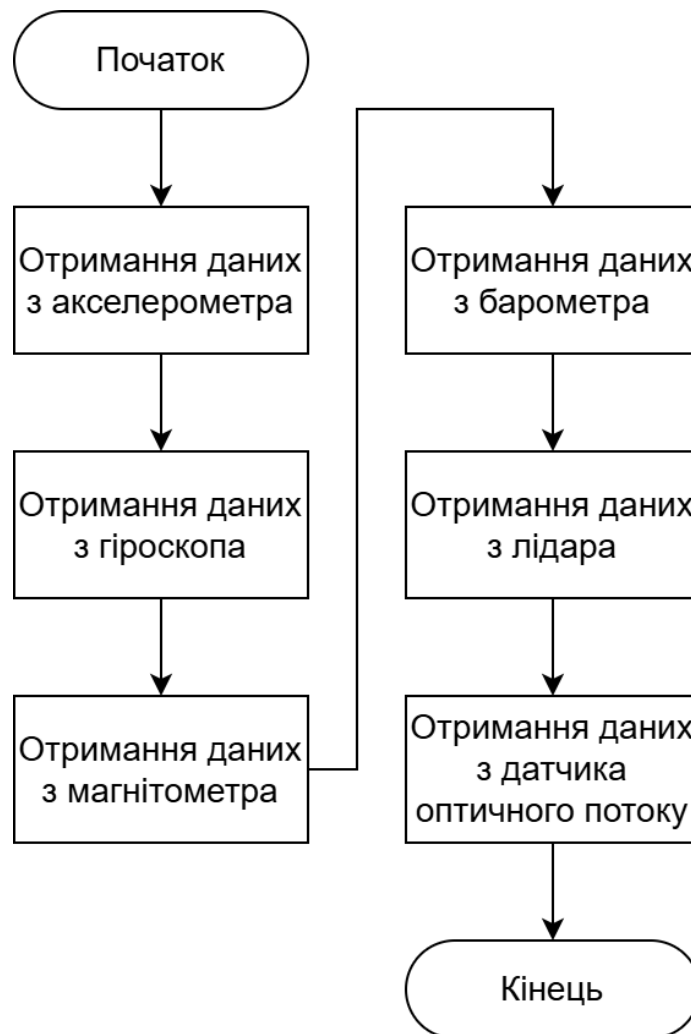 Початок
Отримання даних
з акселерометра
Отримання даних
з гіроскопа
Отримання даних
з магнітометра
Отримання даних
з барометра
Отримання даних
з лідара
Отримання даних
з датчика
оптичного потоку
Кінець